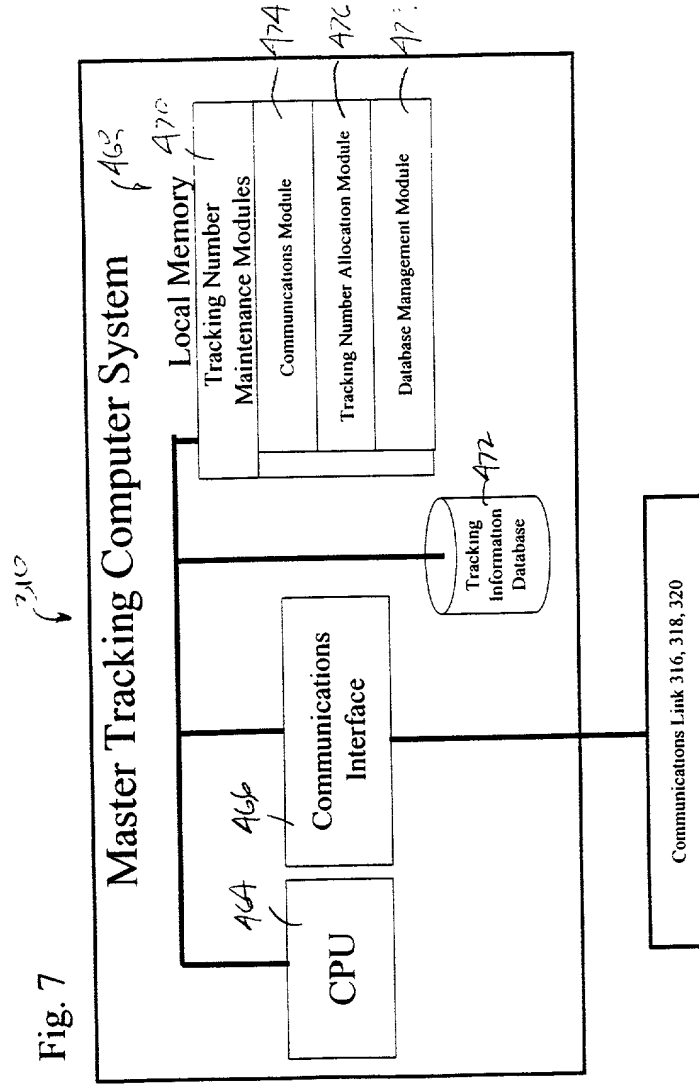 Fig. 7
310
Master Tracking Computer System
468
Local Memory
470
Tracking Number
Maintenance Modules
474
Communications Module
476
Tracking Number Allocation Module
Database Management Module
464
CPU
466
Communications
Interface
472
Tracking
Information
Database
Communications Link 316, 318, 320